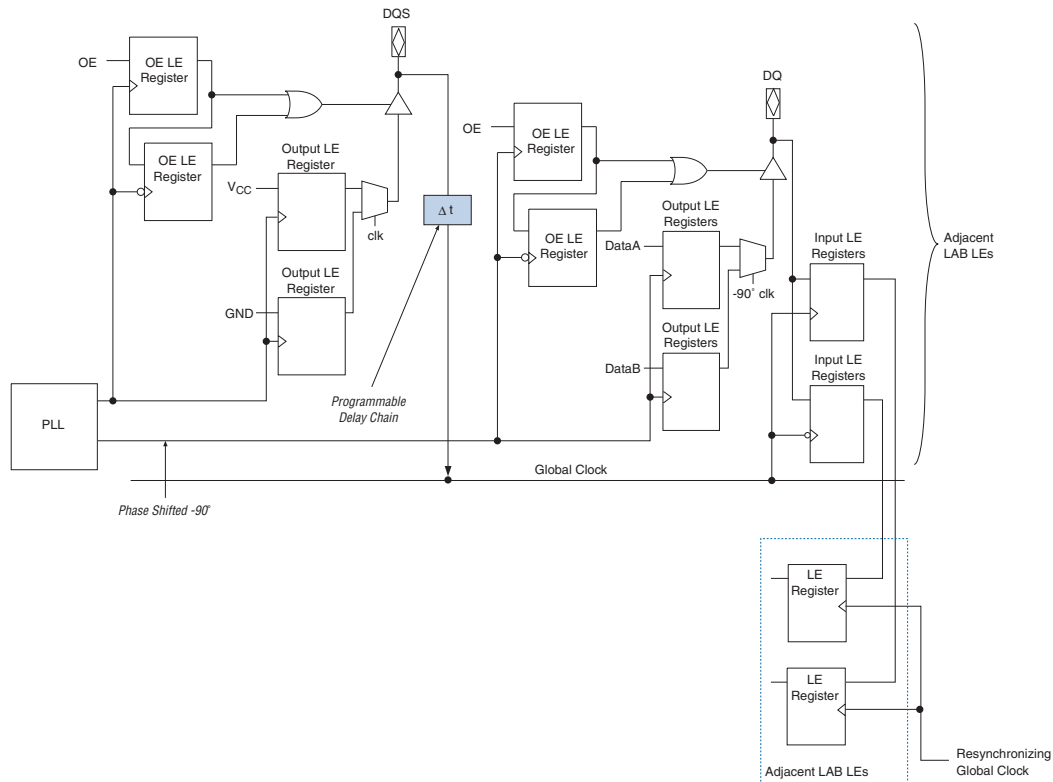 DQS
OE
OE LE
Register
OE LE
Register
Output LE
Register
VCC
clk
Output LE
Register
GND
Δ t
Programmable
Delay Chain
PLL
Phase Shifted -90°
Global Clock
DQ
OE
OE LE
Register
OE LE
Register
Output LE
Registers
DataA
-90° clk
Output LE
Registers
DataB
Input LE
Registers
Input LE
Registers
Adjacent
LAB LEs
LE
Register
LE
Register
Adjacent LAB LEs
Resynchronizing
Global Clock